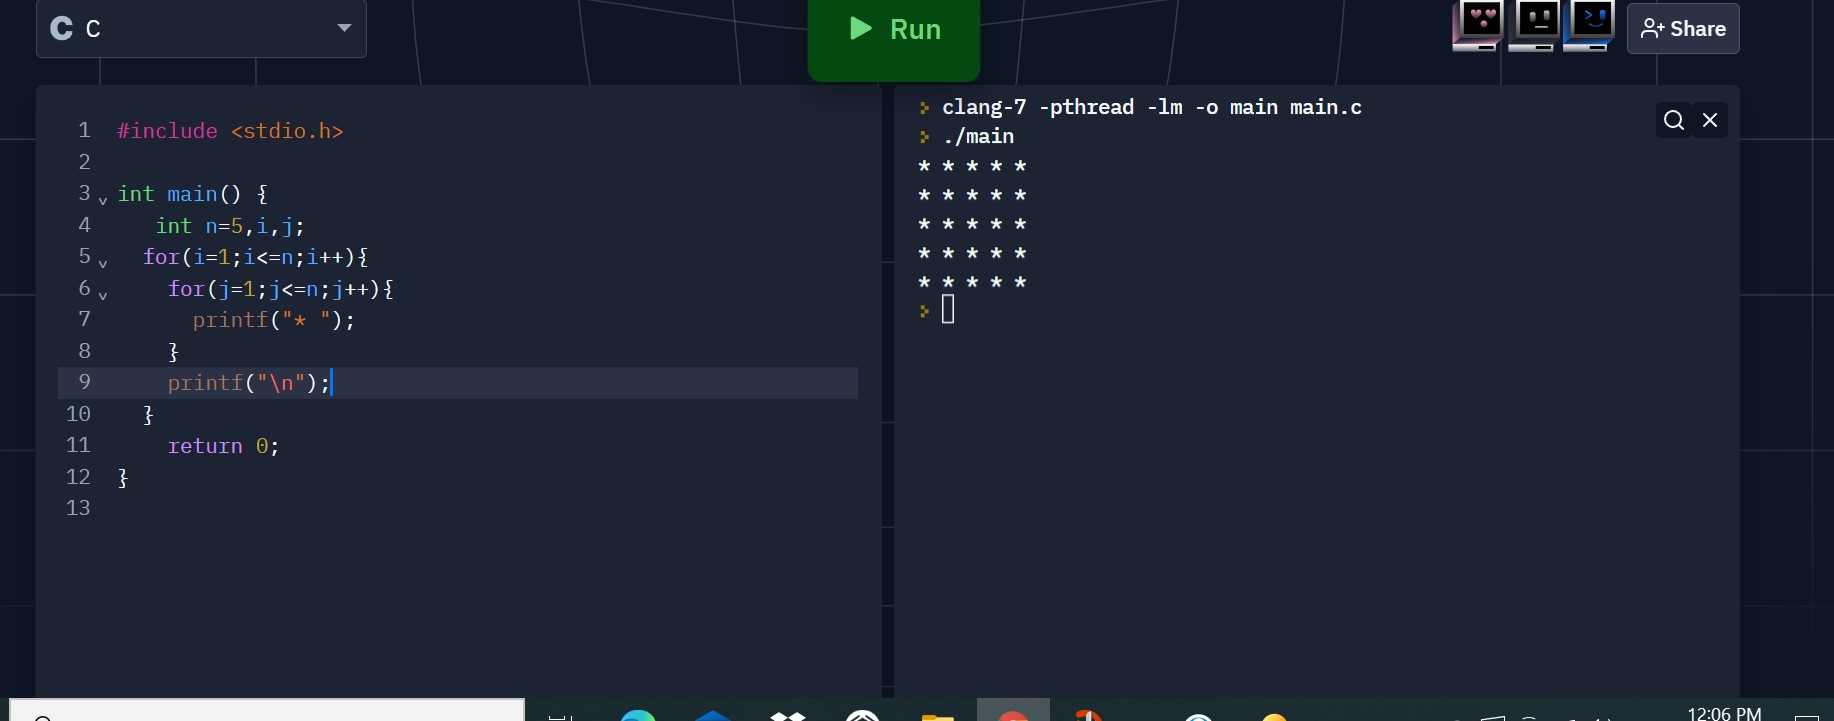 C C
Run
Share
1 #include <stdio.h>
2
3 int main() {
4    int n=5,i,j;
5   for(i=1;i<=n;i++){
6     for(j=1;j<=n;j++){
7       printf("* ");
8     }
9     printf("\n");
10   }
11     return 0;
12 }
13
clang-7 -pthread -lm -o main main.c
./main
* * * * *
* * * * *
* * * * *
* * * * *
* * * * *
12:06 PM